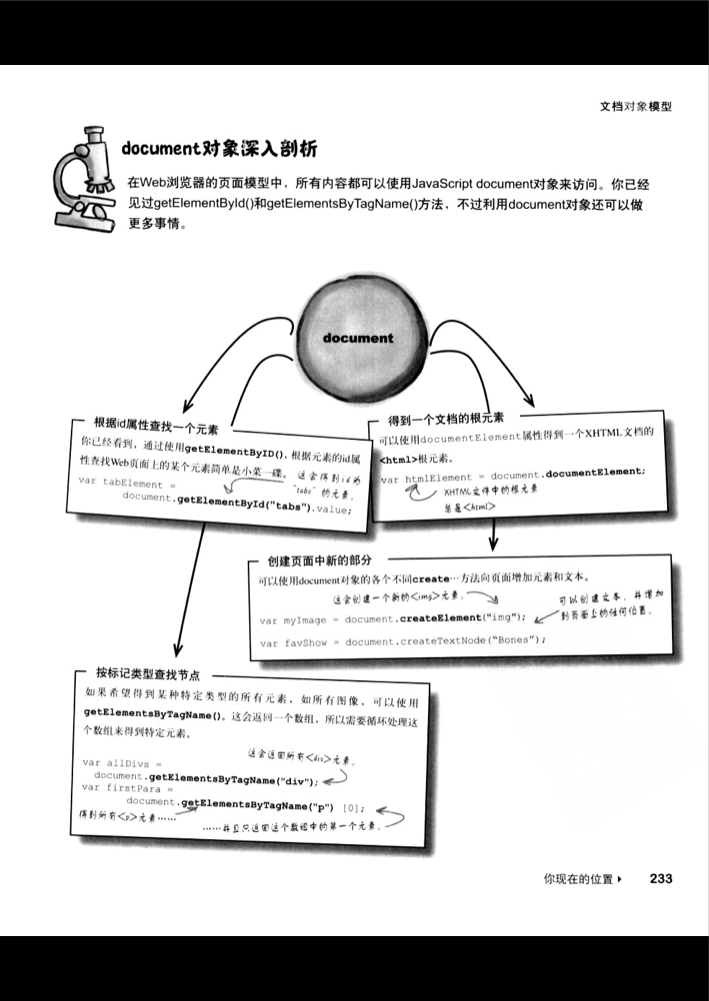 文档对象模型
document对象深入剖析
在Web浏览器的页面模型中，所有内容都可以使用JavaScript document对象来访问。你已经
见过getElementById()和getElementsByTagName()方法，不过利用document对象还可以做
更多事情。
document
根据id属性查找一个元素
你已经看到，通过使用getElementByID()，根据元素的id属
性查找Web页面上的某个元素简单是小菜一碟。
这会得到id为
"tabs" 的元素。
var tabElement =
document.getElementById("tabs").value;
得到一个文档的根元素
可以使用documentElement属性得到一个XHTML文档的
<html>根元素。
var htmlElement = document.documentElement;
XHTML文件中的根元素
总是<html>
创建页面中新的部分
可以使用document对象的各个不同create…方法向页面增加元素和文本。
这会创建一个新的<img>元素。
可以创建文本，并增加
到页面上的任何位置。
var myImage = document.createElement("img");
var favShow = document.createTextNode("Bones");
按标记类型查找节点
如果希望得到某种特定类型的所有元素，如所有图像，可以使用
getElementsByTagName()。这会返回一个数组，所以需要循环处理这
个数组来得到特定元素。
这会返回所有<div>元素。
var allDivs =
document.getElementsByTagName("div");
var firstPara =
document.getElementsByTagName("p") [0];
得到所有<p>元素……
……并且只返回这个数组中的第一个元素。
你现在的位置 ▸ 233